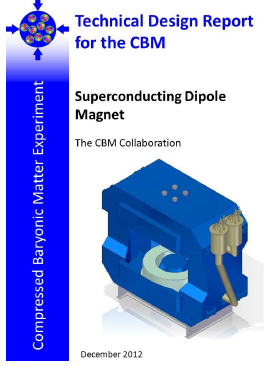 Technical Design Report
for the CBM
Superconducting Dipole
Magnet
The CBM Collaboration
Compressed Baryonic Matter Experiment
December 2012